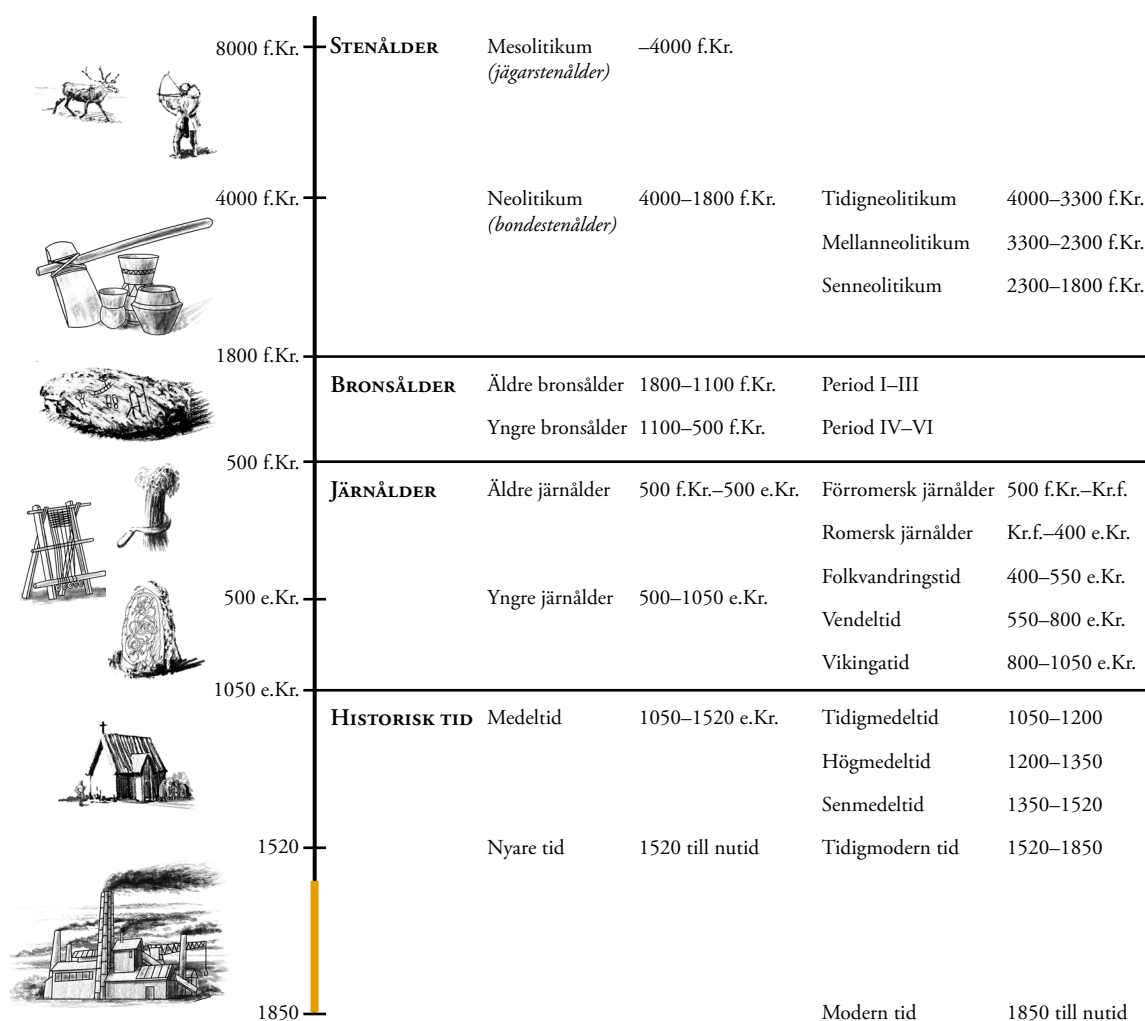 8000 f.Kr. STENÅLDER Mesolitikum –4000 f.Kr.
(jägarstenålder)
4000 f.Kr. Neolitikum 4000–1800 f.Kr. Tidigneolitikum 4000–3300 f.Kr.
(bondestenålder)
Mellanneolitikum 3300–2300 f.Kr.
Senneolitikum 2300–1800 f.Kr.
1800 f.Kr.
BRONSÅLDER Äldre bronsålder 1800–1100 f.Kr. Period I–III
Yngre bronsålder 1100–500 f.Kr. Period IV–VI
500 f.Kr.
JÄRNÅLDER Äldre järnålder 500 f.Kr.–500 e.Kr. Förromersk järnålder 500 f.Kr.–Kr.f.
Romersk järnålder Kr.f.–400 e.Kr.
Folkvandringstid 400–550 e.Kr.
500 e.Kr. Yngre järnålder 500–1050 e.Kr.
Vendeltid 550–800 e.Kr.
Vikingatid 800–1050 e.Kr.
1050 e.Kr.
HISTORISK TID Medeltid 1050–1520 e.Kr. Tidigmedeltid 1050–1200
Högmedeltid 1200–1350
Senmedeltid 1350–1520
1520 Nyare tid 1520 till nutid Tidigmodern tid 1520–1850
1850 Modern tid 1850 till nutid